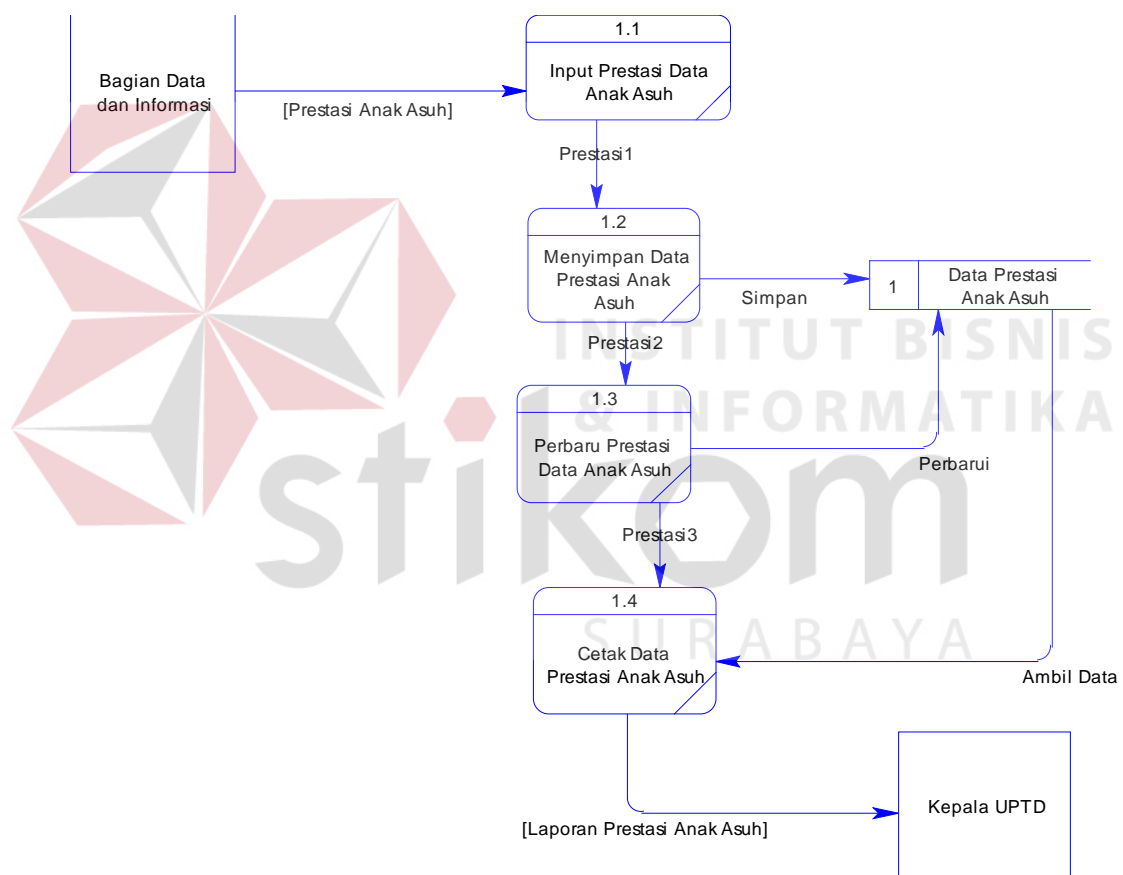 1.1
Input Prestasi Data
Anak Asuh
Bagian Data
dan Informasi
[Prestasi Anak Asuh]
Prestasi1
1.2
Menyimpan Data
Prestasi Anak
Asuh
Simpan
1
Data Prestasi
Anak Asuh
INSTITUT BISNIS
& INFORMATIKA
Prestasi2
1.3
Perbaru Prestasi
Data Anak Asuh
Perbarui
stikom
Prestasi3
1.4
SURABAYA
Cetak Data
Prestasi Anak Asuh
Ambil Data
Kepala UPTD
[Laporan Prestasi Anak Asuh]